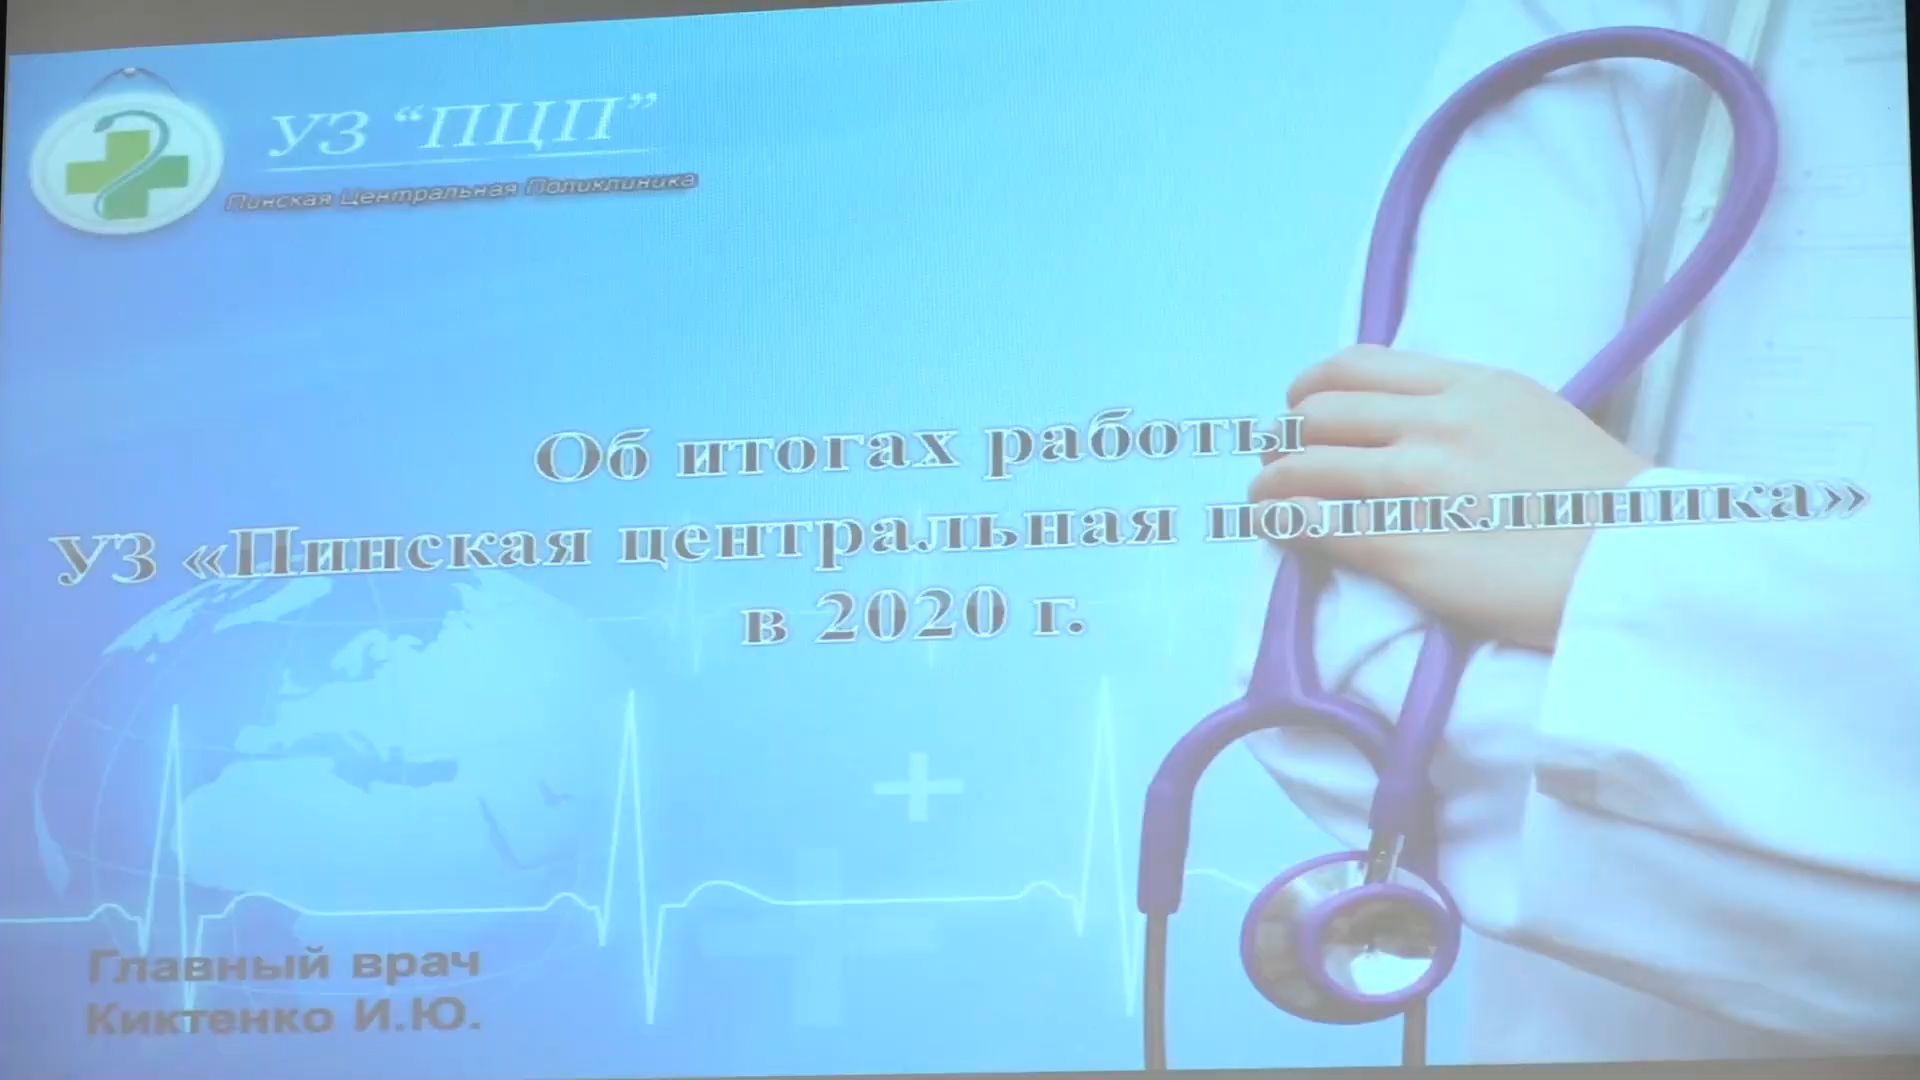 УЗ “ПЦП”
Пинская Центральная Поликлиника
Об итогах работы
УЗ «Пинская центральная поликлиника»
в 2020 г.
Главный врач
Киктенко И.Ю.